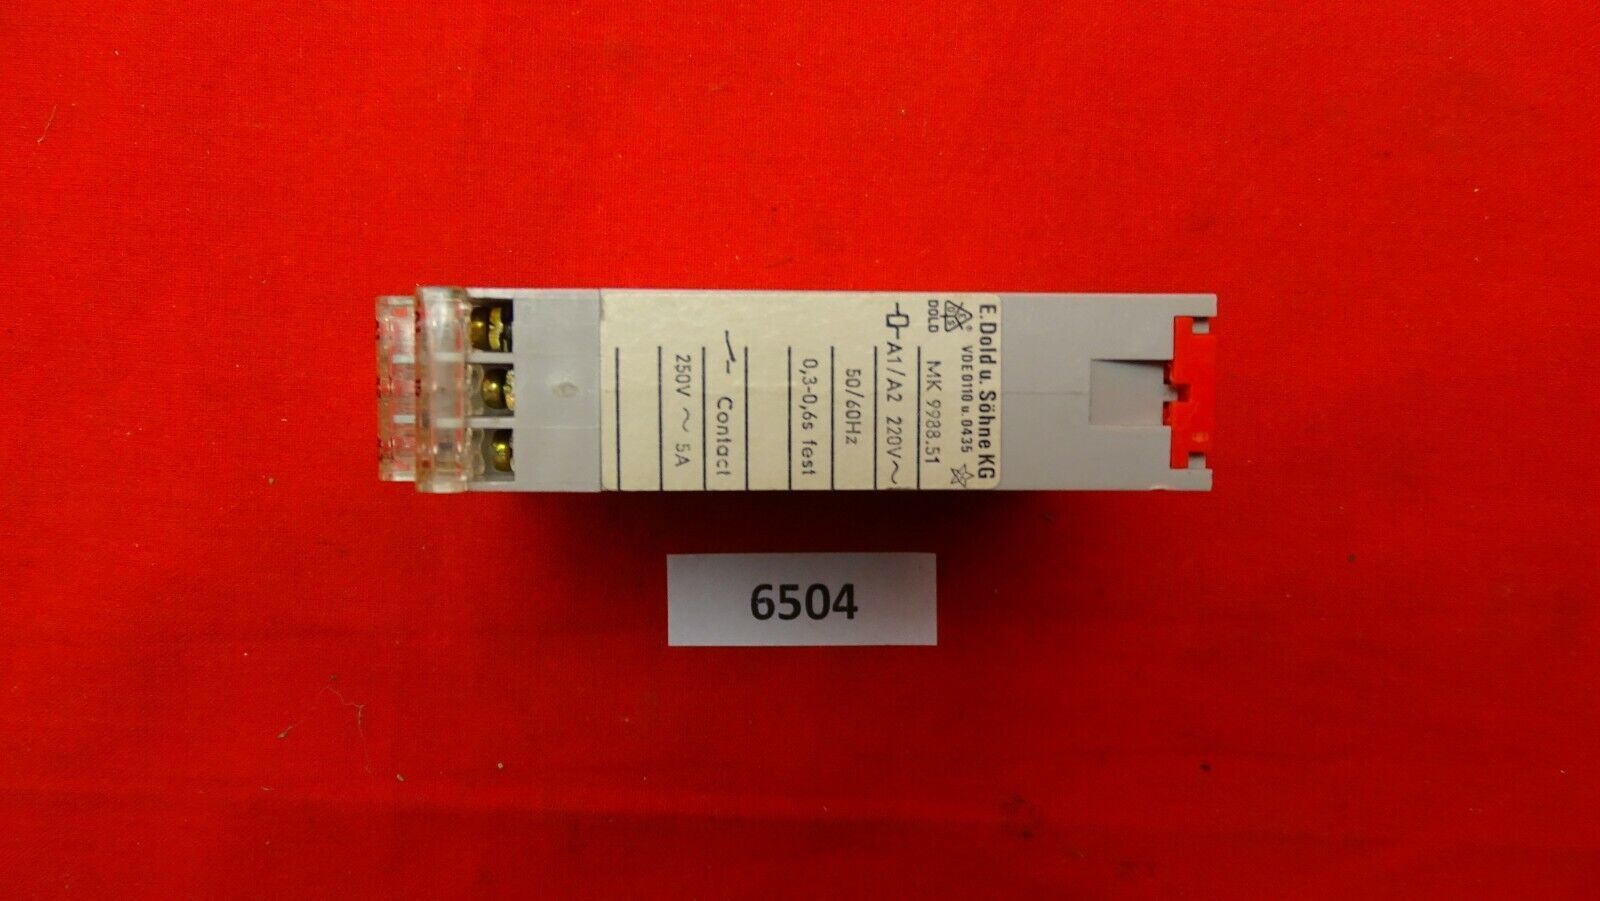 E.Dold u. Söhne KG
VDE 0110 u. 0435
DOLD
MK 9988.51
A1/A2 220V~
50/60Hz
0,3-0,6s fest
Contact
250V ~ 5A
6504